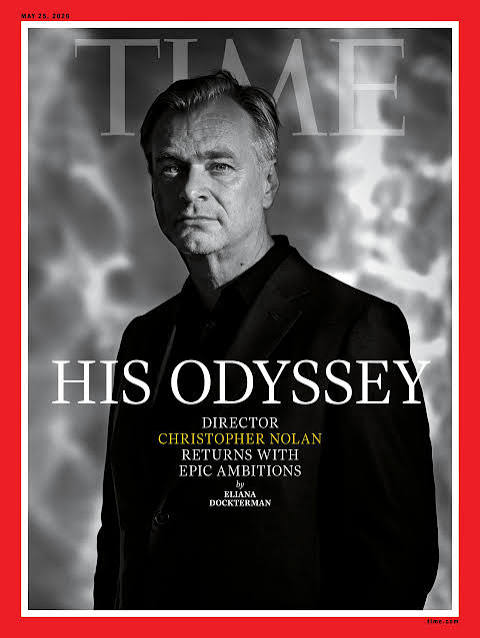 MAY 25, 2026
TIME
HIS ODYSSEY
DIRECTOR
CHRISTOPHER NOLAN
RETURNS WITH
EPIC AMBITIONS
by
ELIANA
DOCKTERMAN
time.com